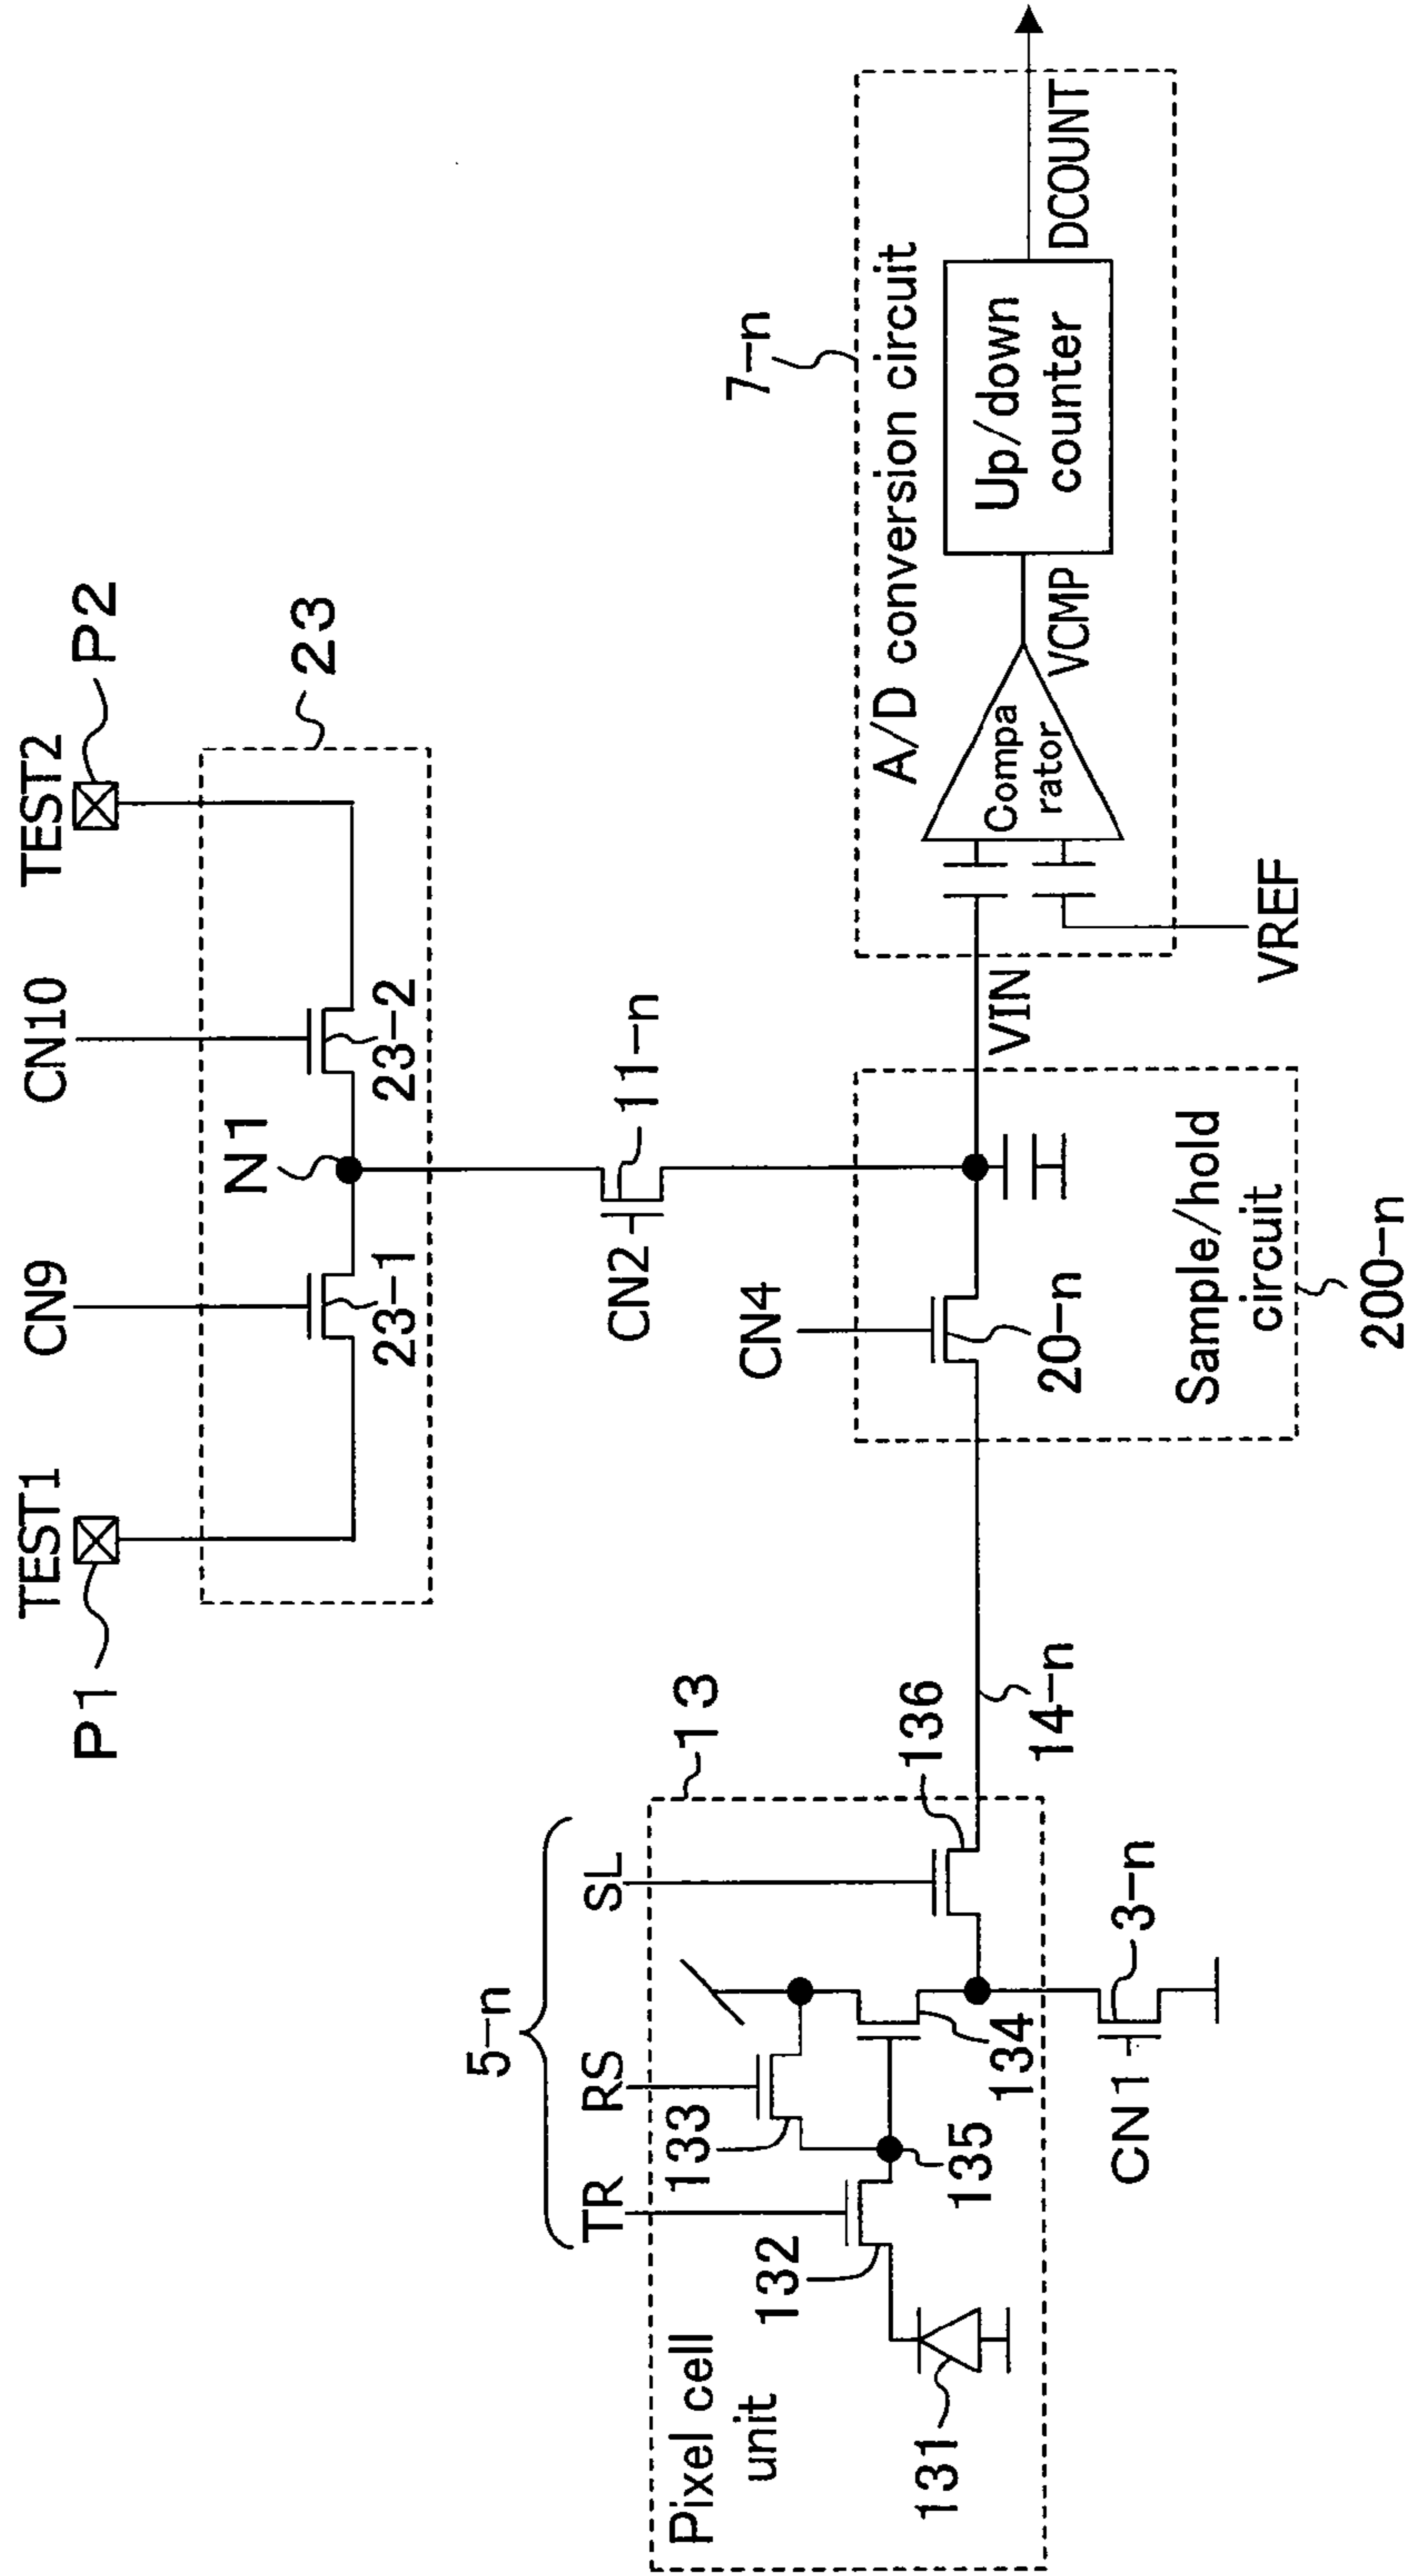 TEST1
CN9
CN10
TEST2
P1
P2
N1
23
23-1
23-2
CN2
11-n
5-n
TR
RS
SL
13
CN4
7-n
Pixel cell
unit
133
132
136
A/D conversion circuit
131
135
134
14-n
20-n
VIN
Compa
rator
VCMP
Up/down
counter
DCOUNT
CN1
3-n
Sample/hold
circuit
VREF
200-n